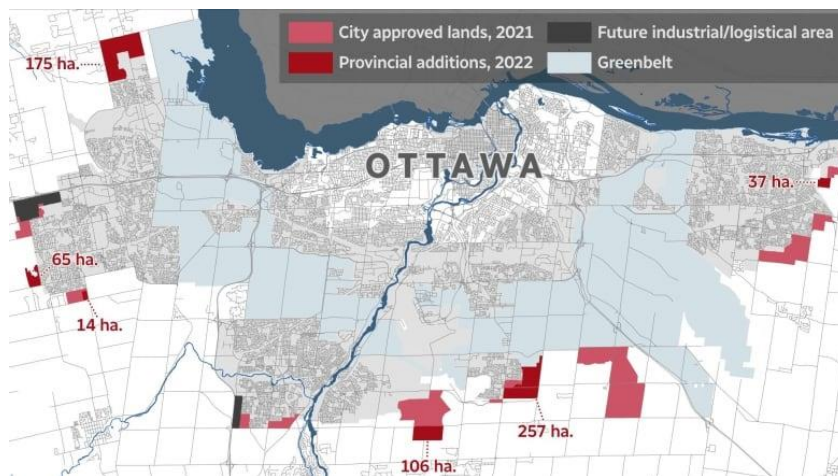 City approved lands, 2021
Future industrial/logistical area
Provincial additions, 2022
Greenbelt
175 ha.
OTTAWA
37 ha.
65 ha.
14 ha.
257 ha.
106 ha.